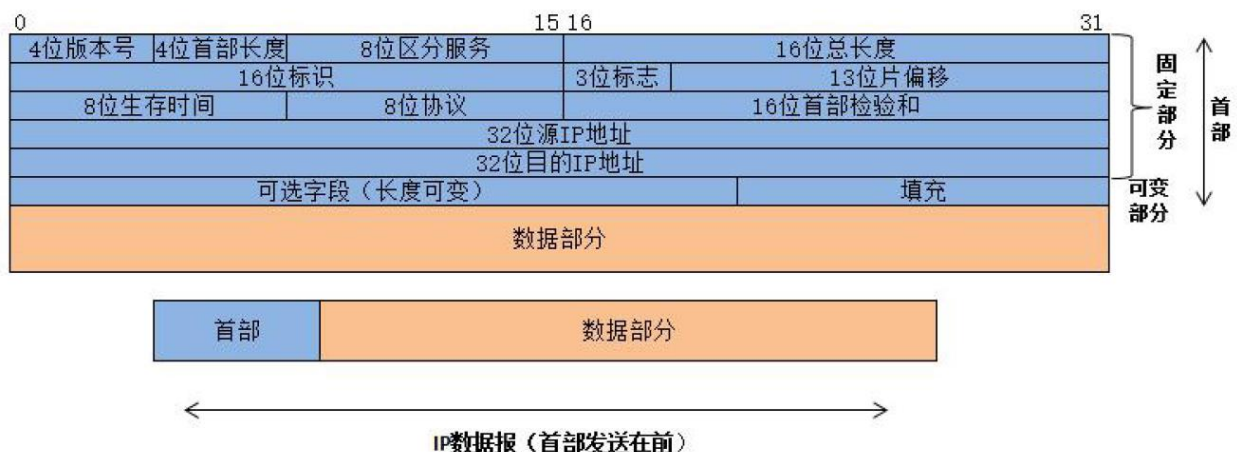 0 15 16 31
4位版本号 4位首部长度 8位区分服务 16位总长度
16位标识 3位标志 13位片偏移
8位生存时间 8位协议 16位首部检验和
32位源IP地址
32位目的IP地址
可选字段（长度可变） 填充
数据部分
固定部分
可变部分
首部
首部 数据部分
IP数据报（首部发送在前）